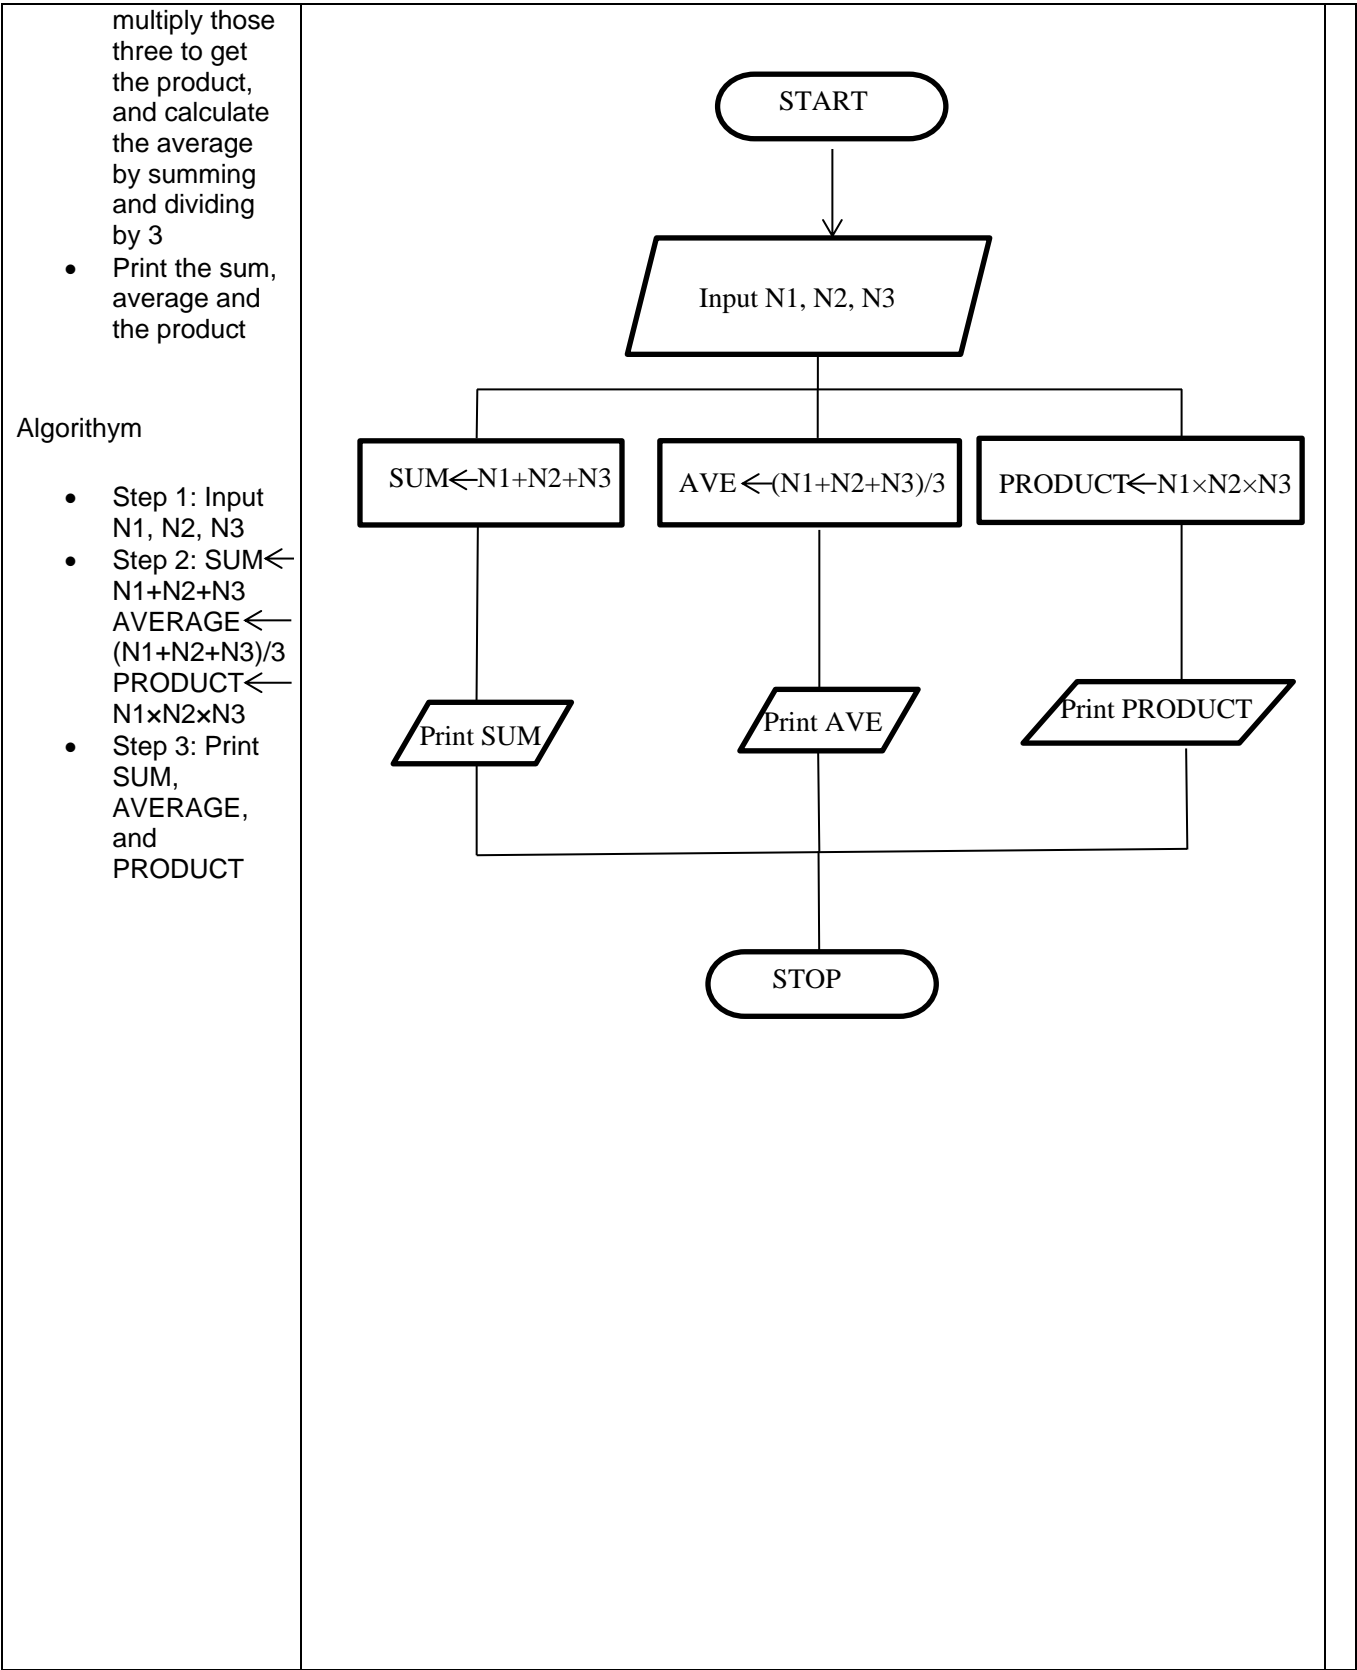 multiply those
three to get
the product,
and calculate
the average
by summing
and dividing
by 3
• Print the sum,
average and
the product
Algorithym
• Step 1: Input
N1, N2, N3
• Step 2: SUM←
N1+N2+N3
AVERAGE←
(N1+N2+N3)/3
PRODUCT←
N1×N2×N3
• Step 3: Print
SUM,
AVERAGE,
and
PRODUCT
START
Input N1, N2, N3
SUM←N1+N2+N3
AVE←(N1+N2+N3)/3
PRODUCT←N1×N2×N3
Print SUM
Print AVE
Print PRODUCT
STOP